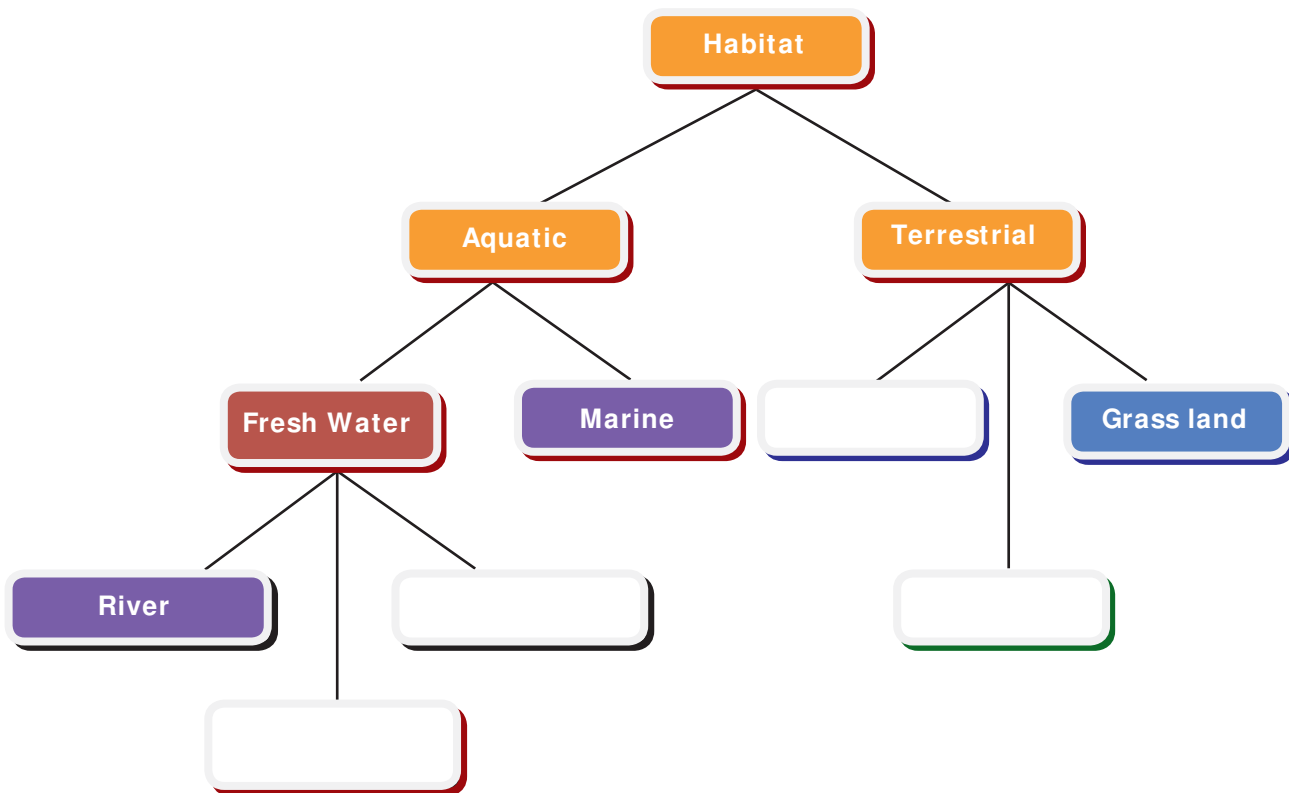 Habitat
Aquatic
Terrestrial
Fresh Water
Marine
Grass land
River